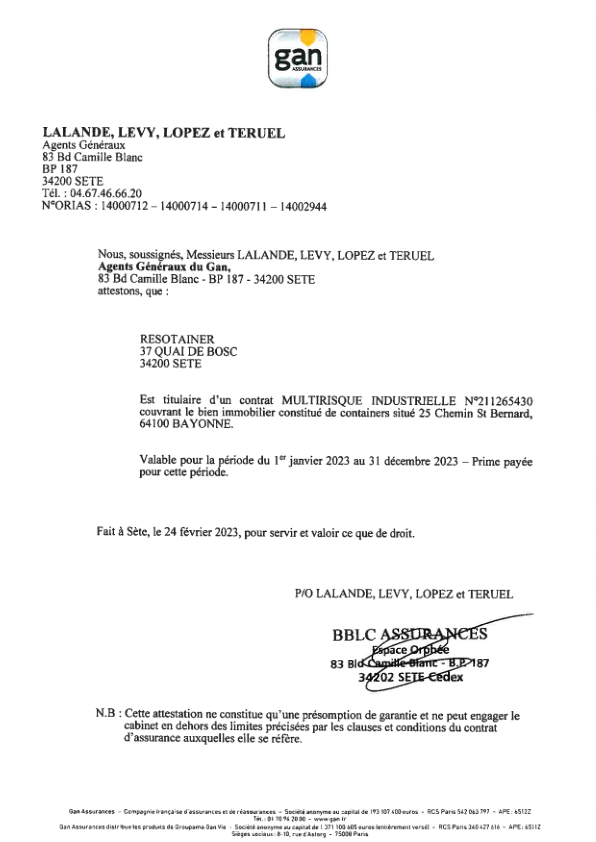 gan
ASSURANCES
LALANDE, LEVY, LOPEZ et TERUEL
Agents Généraux
83 Bd Camille Blanc
BP 187
34200 SETE
Tél. : 04.67.46.66.20
N°ORIAS : 14000712 – 14000714 – 14000711 – 14002944
Nous, soussignés, Messieurs LALANDE, LEVY, LOPEZ et TERUEL
Agents Généraux du Gan,
83 Bd Camille Blanc - BP 187 - 34200 SETE
attestons, que :
RESOTAINER
37 QUAI DE BOSC
34200 SETE
Est titulaire d'un contrat MULTIRISQUE INDUSTRIELLE N°211265430
couvrant le bien immobilier constitué de containers situé 25 Chemin St Bernard,
64100 BAYONNE.
Valable pour la période du 1er janvier 2023 au 31 décembre 2023 – Prime payée
pour cette période.
Fait à Sète, le 24 février 2023, pour servir et valoir ce que de droit.
P/O LALANDE, LEVY, LOPEZ et TERUEL
BBLC ASSURANCES
Espace Orphée
83 Bld Camille Blanc - B.P. 187
34202 SETE Cedex
N.B : Cette attestation ne constitue qu'une présomption de garantie et ne peut engager le
cabinet en dehors des limites précisées par les clauses et conditions du contrat
d'assurance auxquelles elle se réfère.
Gan Assurances - Compagnie française d'assurances et de réassurances - Société anonyme au capital de 193 107 400 euros - RCS Paris 542 063 797 - APE : 6512Z
Tél. : 01 70 94 20 00 - www.gan.fr
Gan Assurances distribue les produits de Groupama Gan Vie - Société anonyme au capital de 1 371 100 605 euros (entièrement versé) - RCS Paris 340 427 616 - APE : 6511Z
Sièges sociaux : 8-10, rue d'Astorg - 75008 Paris